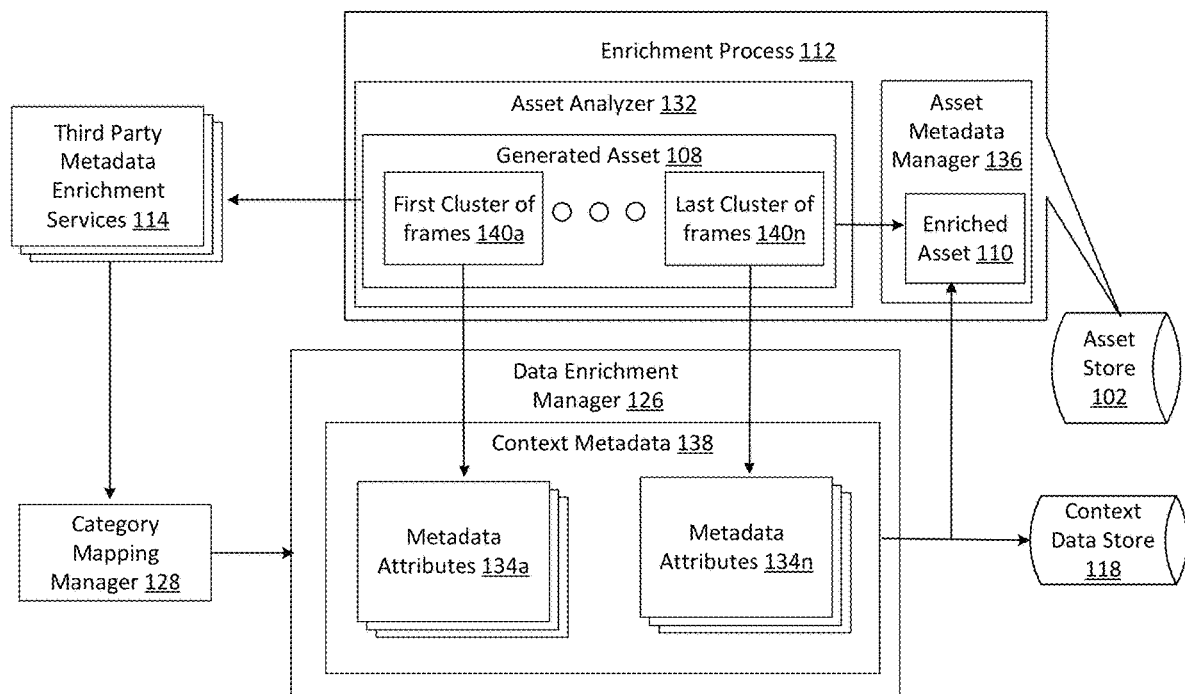 Enrichment Process 112
Asset Analyzer 132
Generated Asset 108
First Cluster of
frames 140a
Last Cluster of
frames 140n
Asset
Metadata
Manager 136
Enriched
Asset 110
Third Party
Metadata
Enrichment
Services 114
Asset
Store
102
Data Enrichment
Manager 126
Context Metadata 138
Metadata
Attributes 134a
Metadata
Attributes 134n
Category
Mapping
Manager 128
Context
Data Store
118